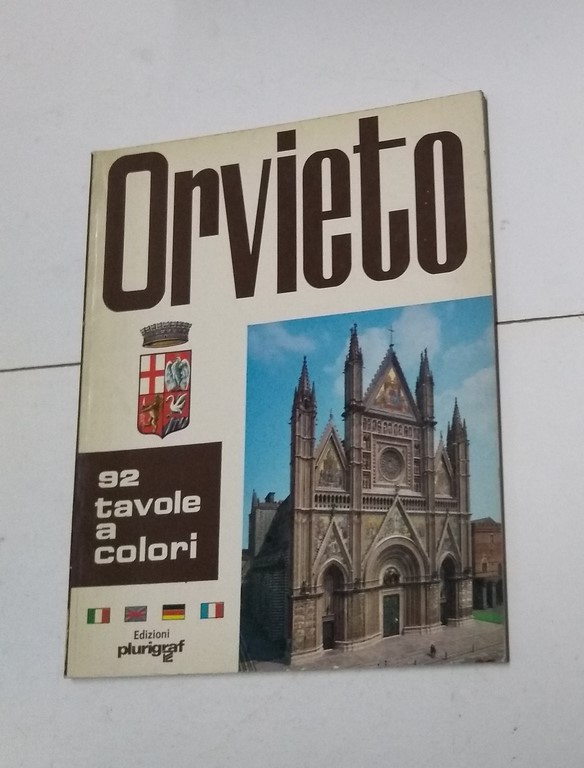 Orvieto
92
tavole
a
colori
Edizioni
plurigraf